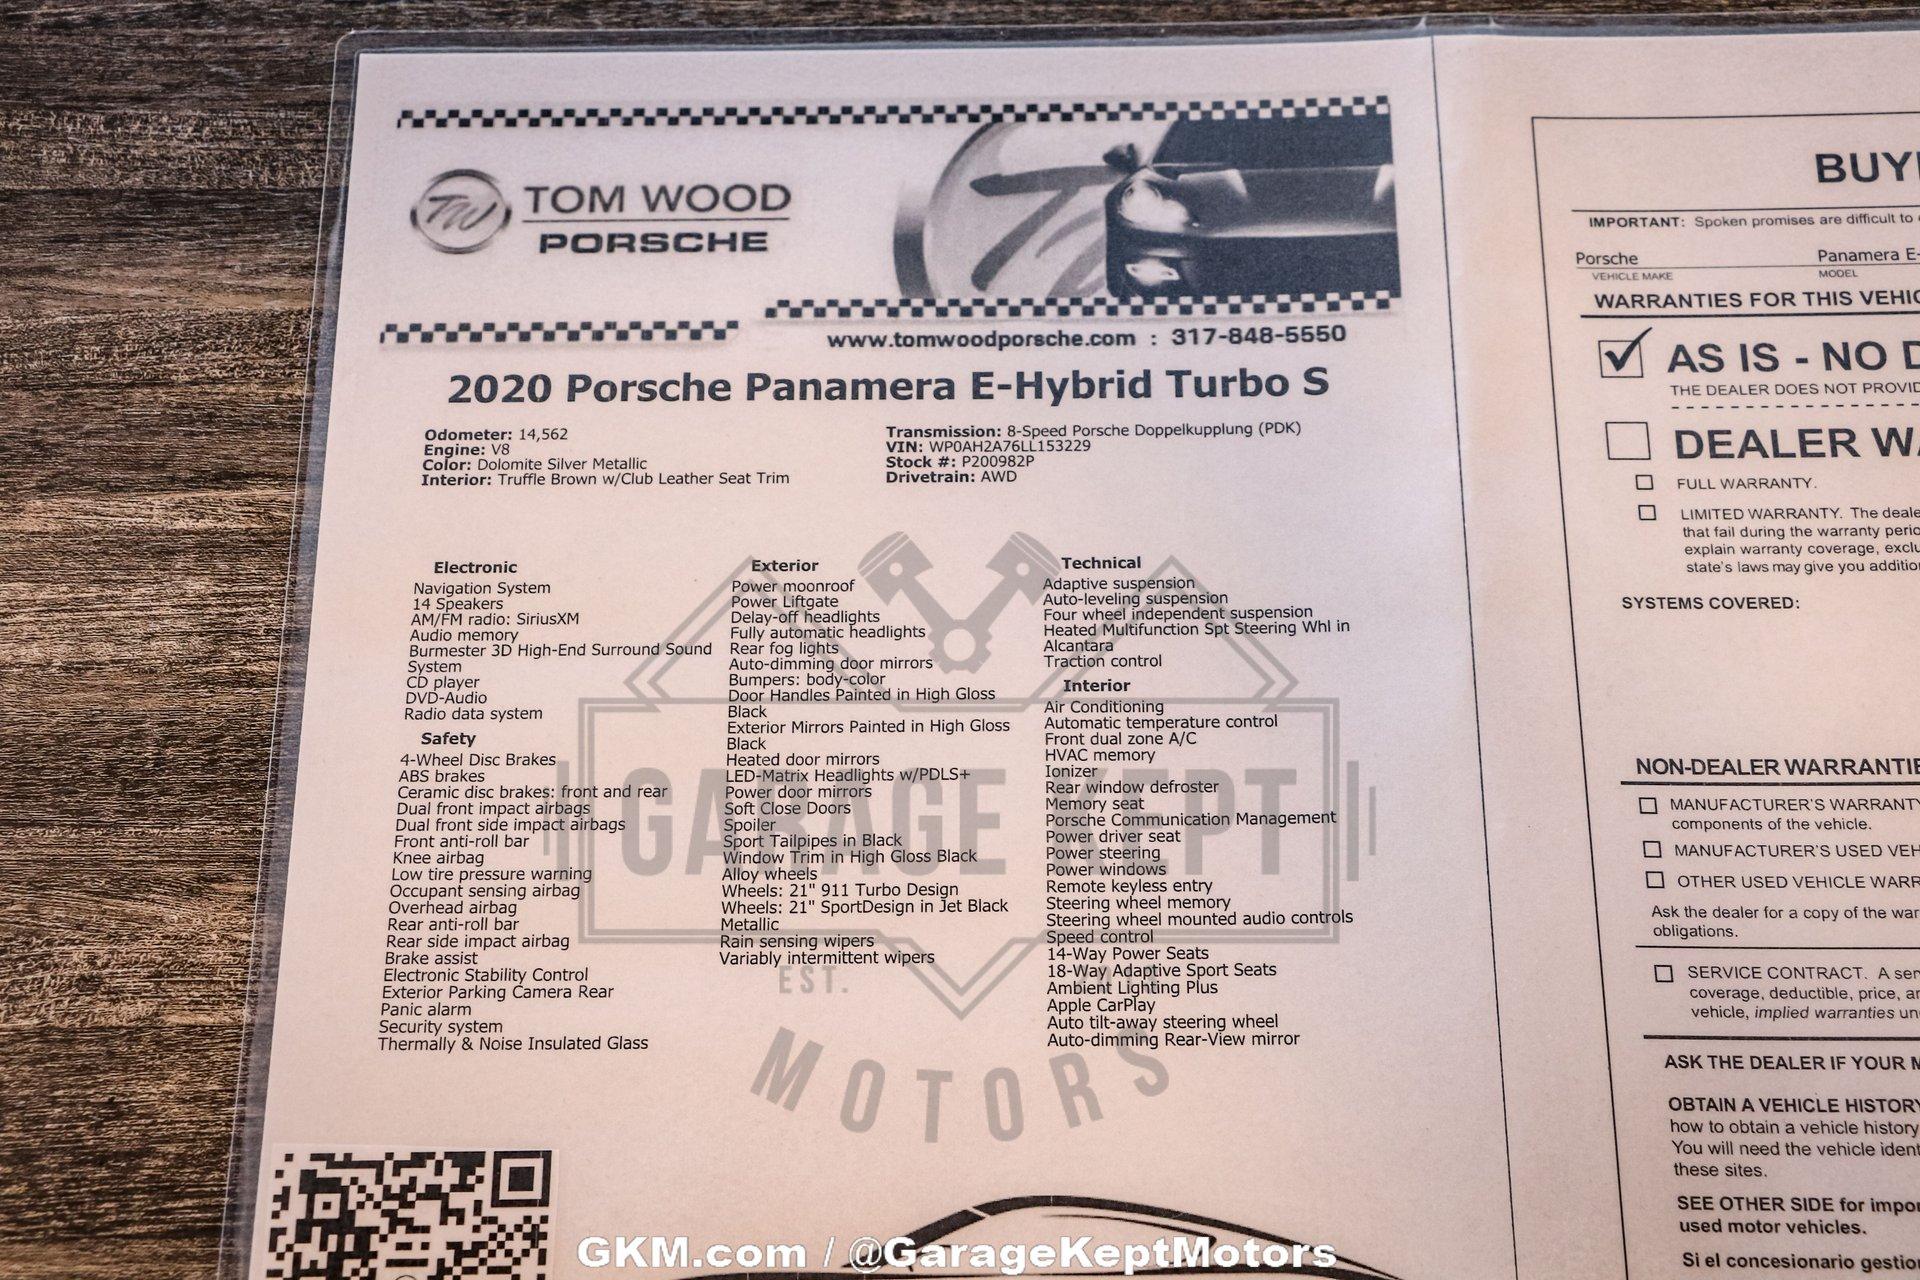 TW TOM WOOD
PORSCHE
www.tomwoodporsche.com : 317-848-5550
2020 Porsche Panamera E-Hybrid Turbo S
Odometer: 14,562
Engine: V8
Color: Dolomite Silver Metallic
Interior: Truffle Brown w/Club Leather Seat Trim
Transmission: 8-Speed Porsche Doppelkupplung (PDK)
VIN: WP0AH2A76LL153229
Stock #: P200982P
Drivetrain: AWD
Electronic
Navigation System
14 Speakers
AM/FM radio: SiriusXM
Audio memory
Burmester 3D High-End Surround Sound
System
CD player
DVD-Audio
Radio data system
Safety
4-Wheel Disc Brakes
ABS brakes
Ceramic disc brakes: front and rear
Dual front impact airbags
Dual front side impact airbags
Front anti-roll bar
Knee airbag
Low tire pressure warning
Occupant sensing airbag
Overhead airbag
Rear anti-roll bar
Rear side impact airbag
Brake assist
Electronic Stability Control
Exterior Parking Camera Rear
Panic alarm
Security system
Thermally & Noise Insulated Glass
Exterior
Power moonroof
Power Liftgate
Delay-off headlights
Fully automatic headlights
Rear fog lights
Auto-dimming door mirrors
Bumpers: body-color
Door Handles Painted in High Gloss
Black
Exterior Mirrors Painted in High Gloss
Black
Heated door mirrors
LED-Matrix Headlights w/PDLS+
Power door mirrors
Soft Close Doors
Spoiler
Sport Tailpipes in Black
Window Trim in High Gloss Black
Alloy wheels
Wheels: 21" 911 Turbo Design
Wheels: 21" SportDesign in Jet Black
Metallic
Rain sensing wipers
Variably intermittent wipers
Technical
Adaptive suspension
Auto-leveling suspension
Four wheel independent suspension
Heated Multifunction Spt Steering Whl in
Alcantara
Traction control
Interior
Air Conditioning
Automatic temperature control
Front dual zone A/C
HVAC memory
Ionizer
Rear window defroster
Memory seat
Porsche Communication Management
Power driver seat
Power steering
Power windows
Remote keyless entry
Steering wheel memory
Steering wheel mounted audio controls
Speed control
14-Way Power Seats
18-Way Adaptive Sport Seats
Ambient Lighting Plus
Apple CarPlay
Auto tilt-away steering wheel
Auto-dimming Rear-View mirror
GARAGE KEPT
EST.
MOTORS
IMPORTANT: Spoken promises are difficult to
Porsche
Panamera E-
VEHICLE MAKE
MODEL
WARRANTIES FOR THIS
AS IS - NO
THE DEALER DOES NOT
DEALER
FULL WARRANTY.
LIMITED WARRANTY. The
that fail during the warranty
explain warranty coverage,
state's laws may give you
SYSTEMS COVERED:
NON-DEALER
MANUFACTURER'S
components of the vehicle.
MANUFACTURER'S USED
OTHER USED VEHICLE
Ask the dealer for a copy of the
obligations.
SERVICE CONTRACT. A
coverage, deductible, price,
vehicle, implied warranties
ASK THE DEALER IF YOUR
OBTAIN A VEHICLE HISTORY
how to obtain a vehicle history
You will need the vehicle
these sites.
SEE OTHER SIDE for
used motor vehicles.
Si el concesionario
GKM.com / @GarageKeptMotors